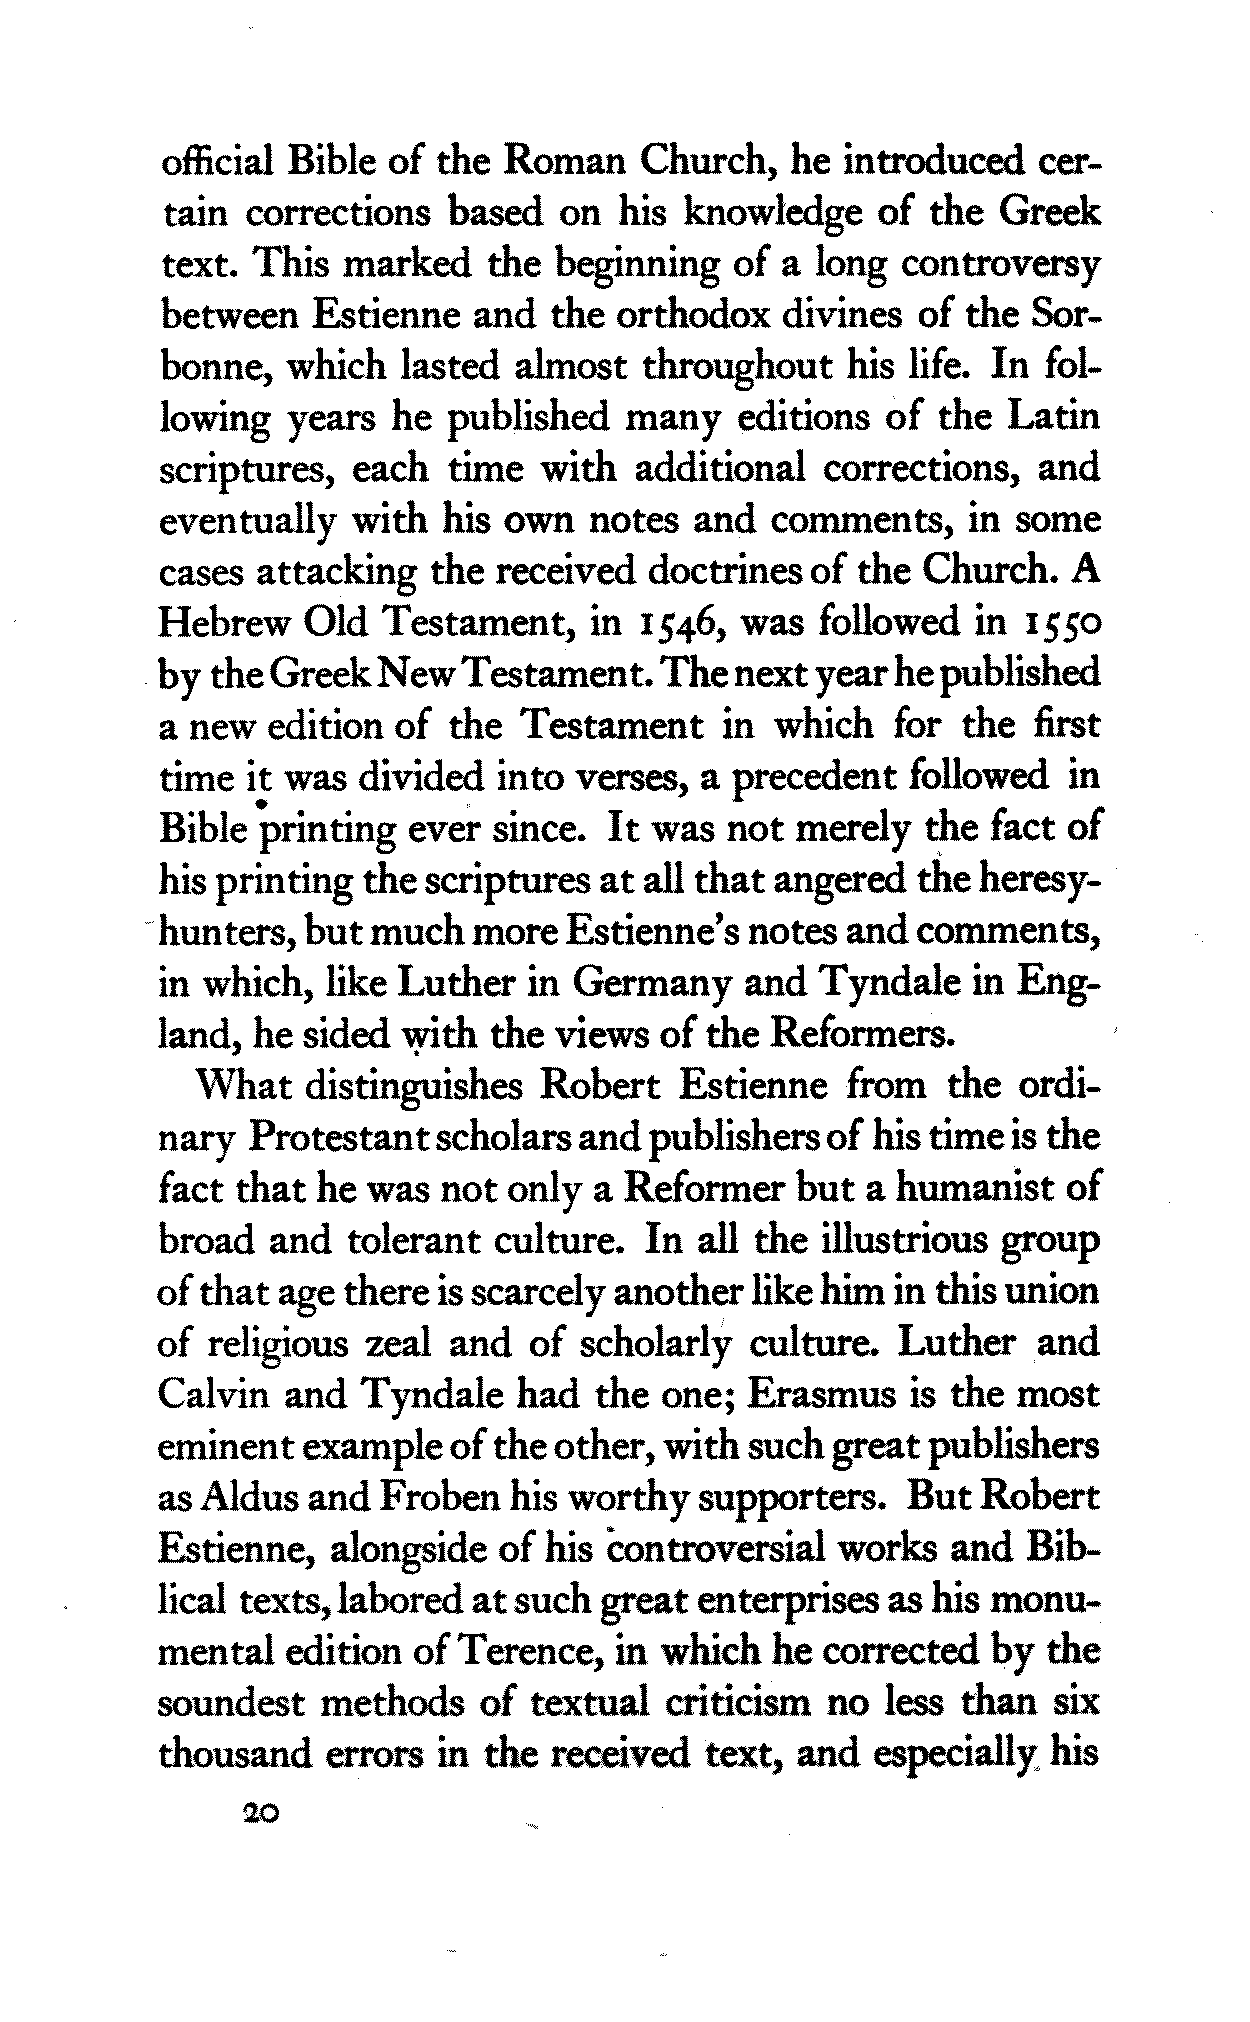 official Bible of the Roman Church, he introduced cer-
tain corrections based on his knowledge of the Greek
text. This marked the beginning of a long controversy
between Estienne and the orthodox divines of the Sor-
bonne, which lasted almost throughout his life. In fol-
lowing years he published many editions of the Latin
scriptures, each time with additional corrections, and
eventually with his own notes and comments, in some
cases attacking the received doctrines of the Church. A
Hebrew Old Testament, in 1546, was followed in 1550
by the Greek New Testament. The next year he published
a new edition of the Testament in which for the first
time it was divided into verses, a precedent followed in
Bible printing ever since. It was not merely the fact of
his printing the scriptures at all that angered the heresy-
hunters, but much more Estienne's notes and comments,
in which, like Luther in Germany and Tyndale in Eng-
land, he sided with the views of the Reformers.
What distinguishes Robert Estienne from the ordi-
nary Protestant scholars and publishers of his time is the
fact that he was not only a Reformer but a humanist of
broad and tolerant culture. In all the illustrious group
of that age there is scarcely another like him in this union
of religious zeal and of scholarly culture. Luther and
Calvin and Tyndale had the one; Erasmus is the most
eminent example of the other, with such great publishers
as Aldus and Froben his worthy supporters. But Robert
Estienne, alongside of his controversial works and Bib-
lical texts, labored at such great enterprises as his monu-
mental edition of Terence, in which he corrected by the
soundest methods of textual criticism no less than six
thousand errors in the received text, and especially his
20